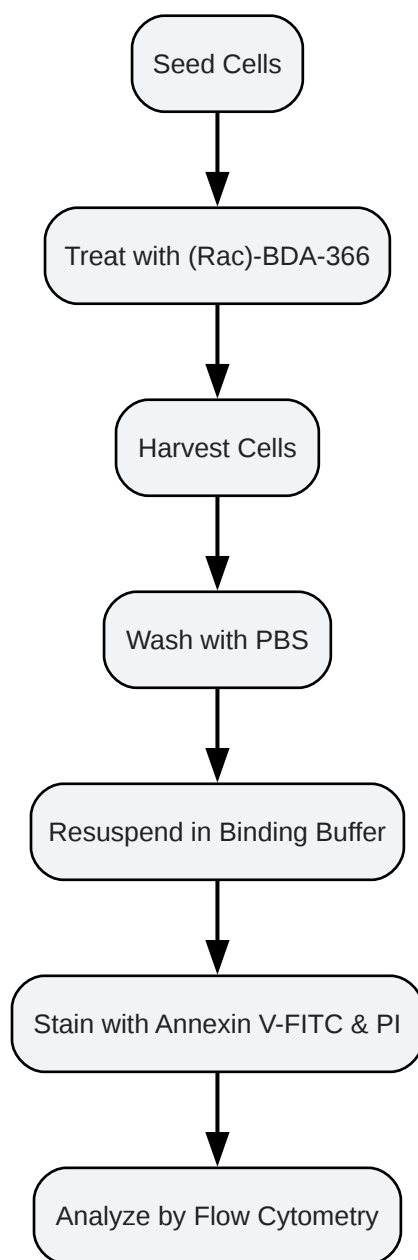 Seed Cells
Treat with (Rac)-BDA-366
Harvest Cells
Wash with PBS
Resuspend in Binding Buffer
Stain with Annexin V-FITC & PI
Analyze by Flow Cytometry